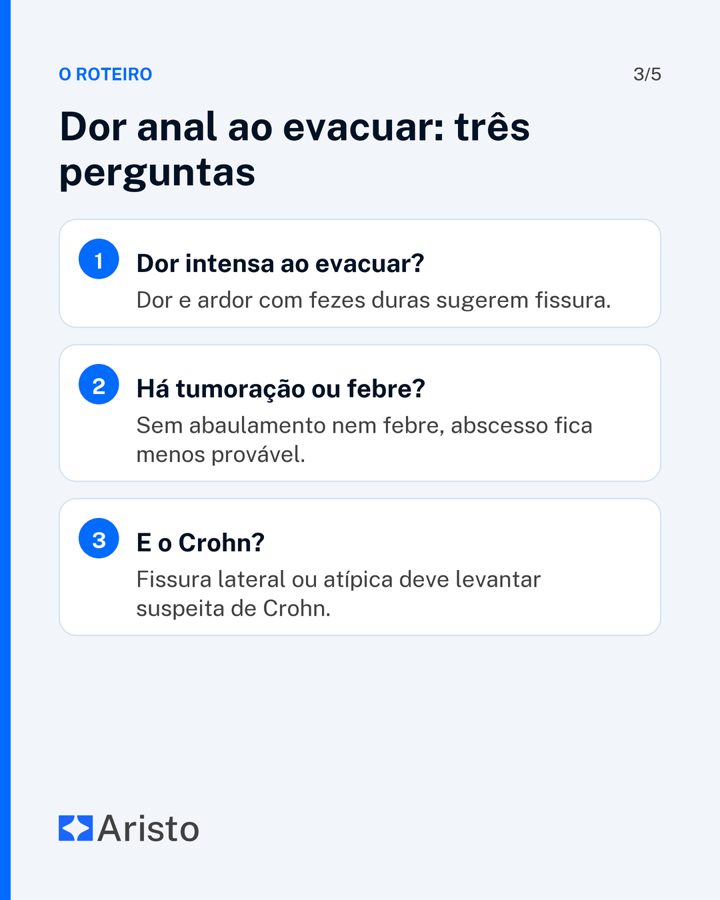 O ROTEIRO
3/5
Dor anal ao evacuar: três
perguntas
1
Dor intensa ao evacuar?
Dor e ardor com fezes duras sugerem fissura.
2
Há tumoração ou febre?
Sem abaulamento nem febre, abscesso fica
menos provável.
3
E o Crohn?
Fissura lateral ou atípica deve levantar
suspeita de Crohn.
Aristo